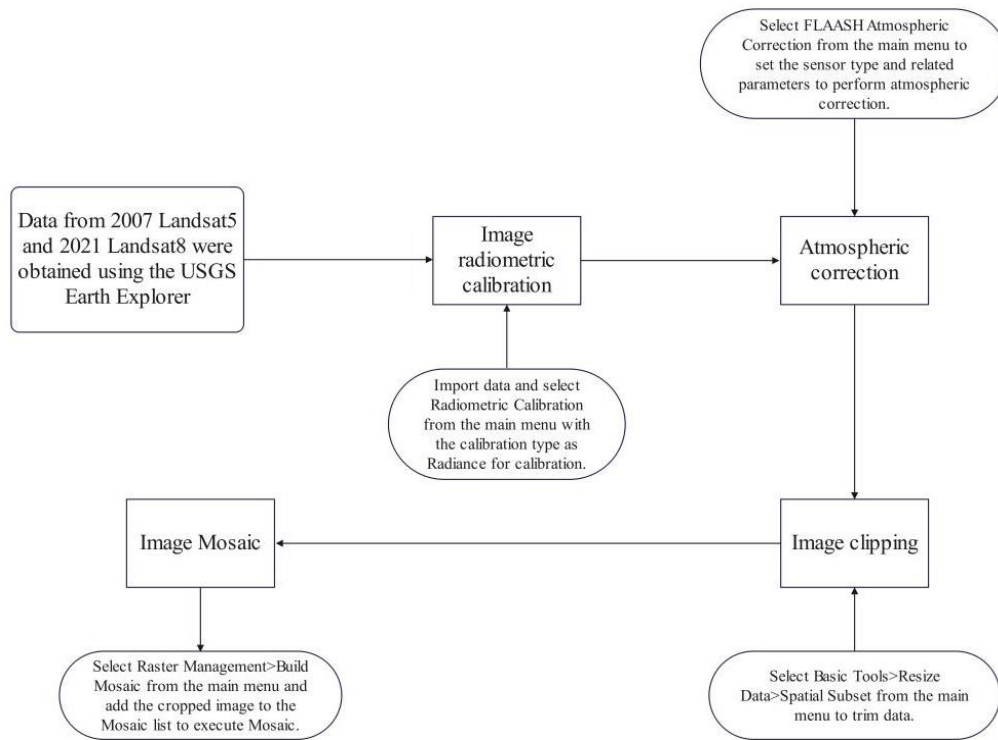 Select FLAASH Atmospheric
Correction from the main menu to
set the sensor type and related
parameters to perform atmospheric
correction.
Data from 2007 Landsat5
and 2021 Landsat8 were
obtained using the USGS
Earth Explorer
Image
radiometric
calibration
Atmospheric
correction
Import data and select
Radiometric Calibration
from the main menu with
the calibration type as
Radiance for calibration.
Image Mosaic
Image clipping
Select Raster Management>Build
Mosaic from the main menu and
add the cropped image to the
Mosaic list to execute Mosaic.
Select Basic Tools>Resize
Data>Spatial Subset from the main
menu to trim data.